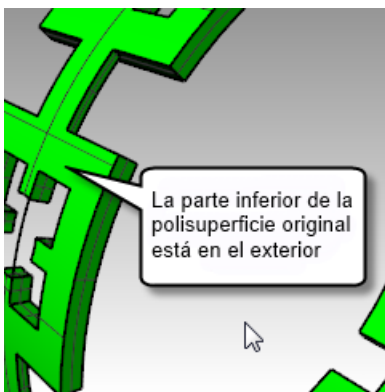 La parte inferior de la
polisuperficie original
está en el exterior